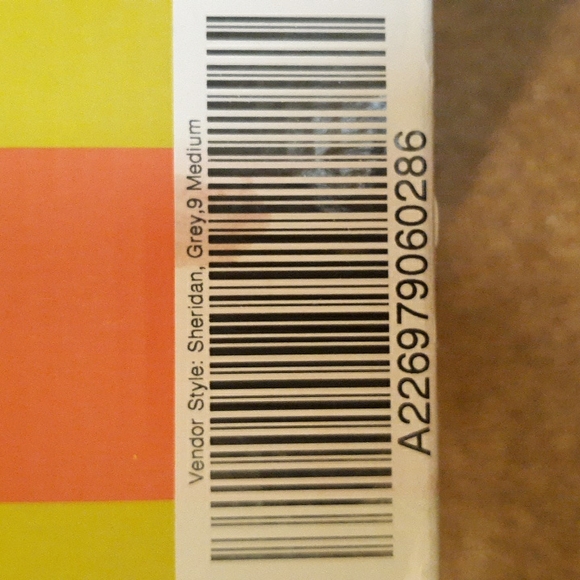 Vendor Style: Sheridan, Grey,9 Medium
A226979060286